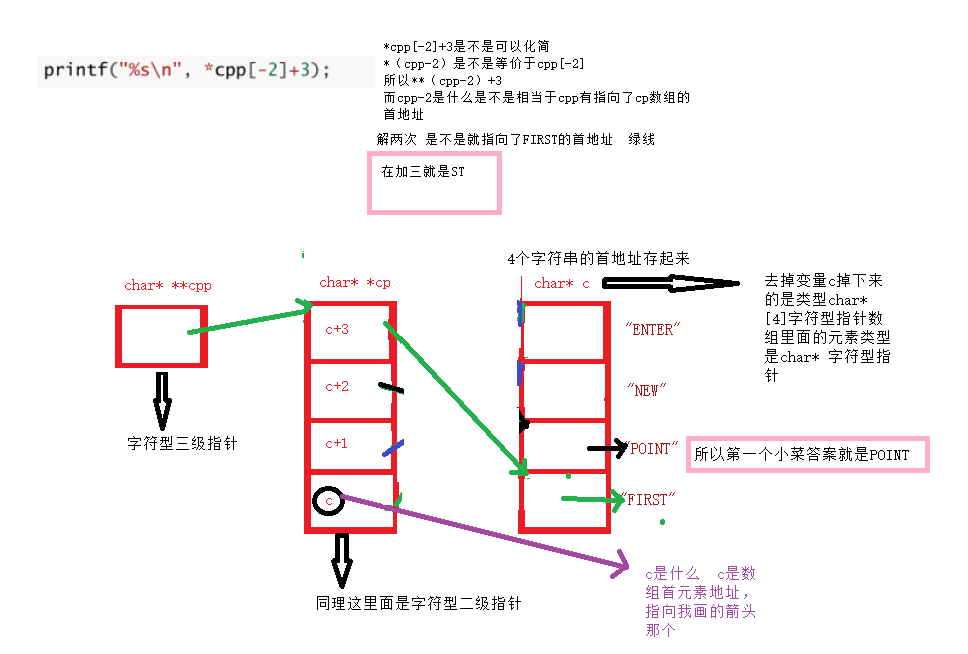 printf("%s\n", *cpp[-2]+3);
*cpp[-2]+3是不是可以化简
*（cpp-2）是不是等价于cpp[-2]
所以**（cpp-2）+3
而cpp-2是什么是不是相当于cpp有指向了cp数组的
首地址
解两次 是不是就指向了FIRST的首地址 绿线
在加三就是ST
4个字符串的首地址存起来
char* **cpp
char* *cp
char* c
去掉变量c掉下来
的是类型char*
[4]字符型指针数
组里面的元素类型
是char* 字符型指
针
c+3
"ENTER"
c+2
"NEW"
字符型三级指针
c+1
"POINT"
所以第一个小菜答案就是POINT
c
"FIRST"
同理这里面是字符型二级指针
c是什么 c是数
组首元素地址，
指向我画的箭头
那个